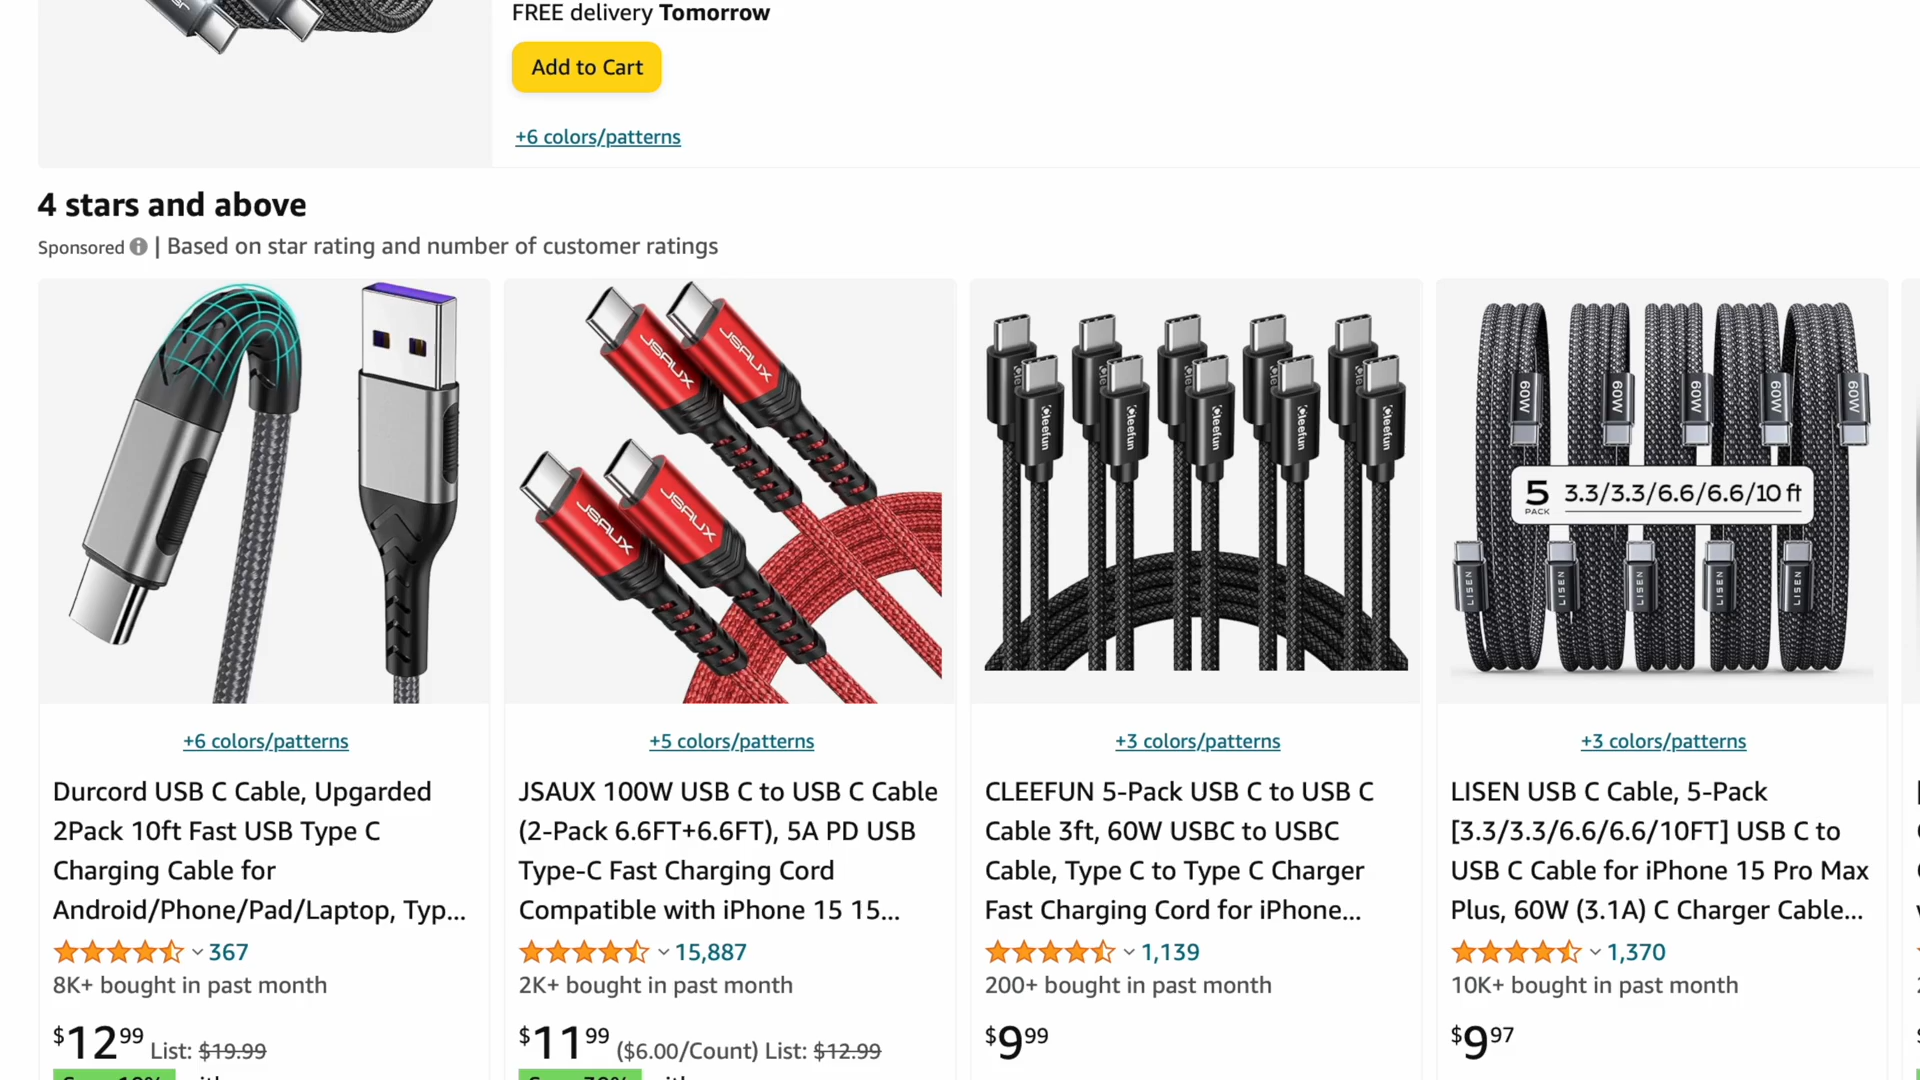 FREE delivery Tomorrow
Add to Cart
+6 colors/patterns
4 stars and above
Sponsored | Based on star rating and number of customer ratings
JSAUX
JSAUX
JSAUX
JSAUX
Cleefun
Cleefun
Cleefun
Cleefun
Cleefun
60W
60W
60W
60W
60W
5 PACK 3.3/3.3/6.6/6.6/10 ft
LISEN
LISEN
LISEN
LISEN
LISEN
+6 colors/patterns
+5 colors/patterns
+3 colors/patterns
+3 colors/patterns
Durcord USB C Cable, Upgarded
2Pack 10ft Fast USB Type C
Charging Cable for
Android/Phone/Pad/Laptop, Typ...
367
8K+ bought in past month
$1299 List: $19.99
JSAUX 100W USB C to USB C Cable
(2-Pack 6.6FT+6.6FT), 5A PD USB
Type-C Fast Charging Cord
Compatible with iPhone 15 15...
15,887
2K+ bought in past month
$1199 ($6.00/Count) List: $12.99
CLEEFUN 5-Pack USB C to USB C
Cable 3ft, 60W USBC to USBC
Cable, Type C to Type C Charger
Fast Charging Cord for iPhone...
1,139
200+ bought in past month
$999
LISEN USB C Cable, 5-Pack
[3.3/3.3/6.6/6.6/10FT] USB C to
USB C Cable for iPhone 15 Pro Max
Plus, 60W (3.1A) C Charger Cable...
1,370
10K+ bought in past month
$997